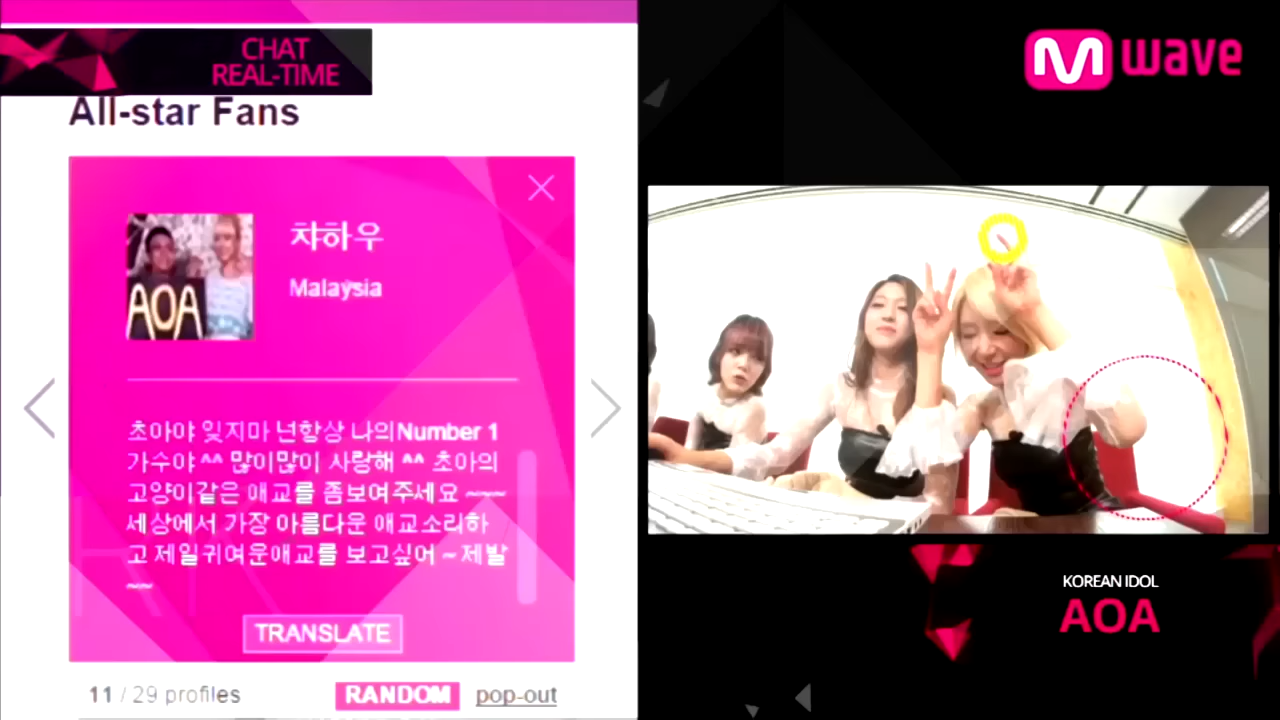 CHAT
REAL-TIME
M wave
All-star Fans
챠하우
Malaysia
AOA
초아야 잊지마 넌항상 나의Number 1
가수야 ^^ 많이많이 사랑해 ^^ 초아의
고양이같은 애교를 좀보여주세요 ~~~~
세상에서 가장 아름다운 애교소리하
고 제일귀여운애교를 보고싶어 ~ 제발
~~~
TRANSLATE
11 / 29 profiles
RANDOM
pop-out
KOREAN IDOL
AOA